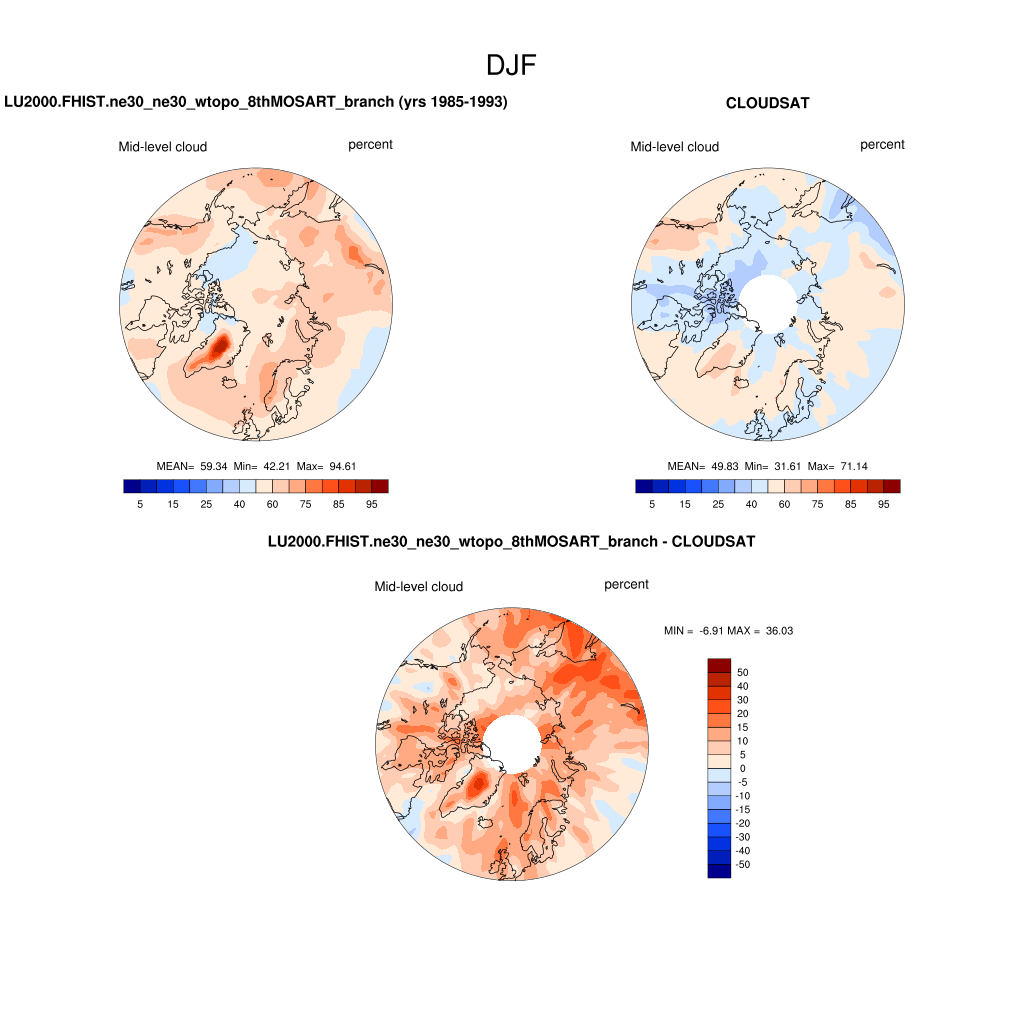 DJF
LU2000.FHIST.ne30_ne30_wtopo_8thMOSART_branch (yrs 1985-1993)
Mid-level cloud percent
MEAN= 59.34 Min= 42.21 Max= 94.61
5 15 25 40 60 75 85 95
CLOUDSAT
Mid-level cloud percent
MEAN= 49.83 Min= 31.61 Max= 71.14
5 15 25 40 60 75 85 95
LU2000.FHIST.ne30_ne30_wtopo_8thMOSART_branch - CLOUDSAT
Mid-level cloud percent
MIN = -6.91 MAX = 36.03
50
40
30
20
15
10
5
0
-5
-10
-15
-20
-30
-40
-50